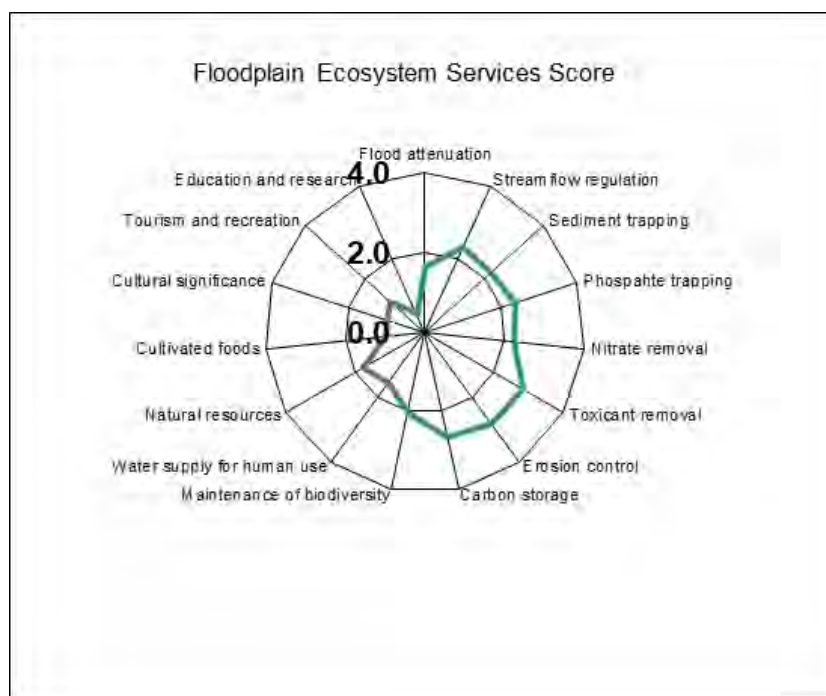 Floodplain Ecosystem Services Score
Flood attenuation
4.0
Education and research
Streamflow regulation
Tourism and recreation
Sediment trapping
2.0
Cultural significance
Phospahte trapping
0.0
Cultivated foods
Nitrate removal
Natural resources
Toxicant removal
Water supply for human use
Erosion control
Maintenance of biodiversity
Carbon storage